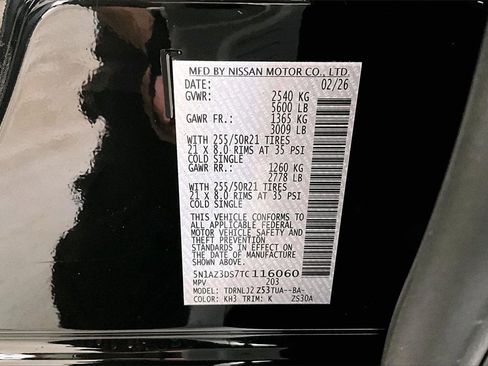 MFD BY NISSAN MOTOR CO., LTD.
DATE: 02/26
GVWR: 2540 KG
5600 LB
GAWR FR.: 1365 KG
3009 LB
WITH 255/50R21 TIRES
21 X 8.0 RIMS AT 35 PSI
COLD SINGLE
GAWR RR.: 1260 KG
2778 LB
WITH 255/50R21 TIRES
21 X 8.0 RIMS AT 35 PSI
COLD SINGLE
THIS VEHICLE CONFORMS TO
ALL APPLICABLE FEDERAL
MOTOR VEHICLE SAFETY AND
THEFT PREVENTION
STANDARDS IN EFFECT ON
THE DATE OF MANUFACTURE
SHOWN ABOVE.
5N1AZ3DS7TC116060
MPV 203
MODEL: TDRNLJ2 Z53TUA--BA-
COLOR: KH3 TRIM: K ZS30A